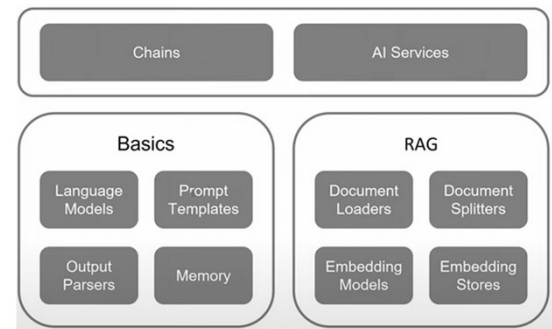 Chains
AI Services
Basics
Language
Models
Prompt
Templates
Output
Parsers
Memory
RAG
Document
Loaders
Document
Splitters
Embedding
Models
Embedding
Stores